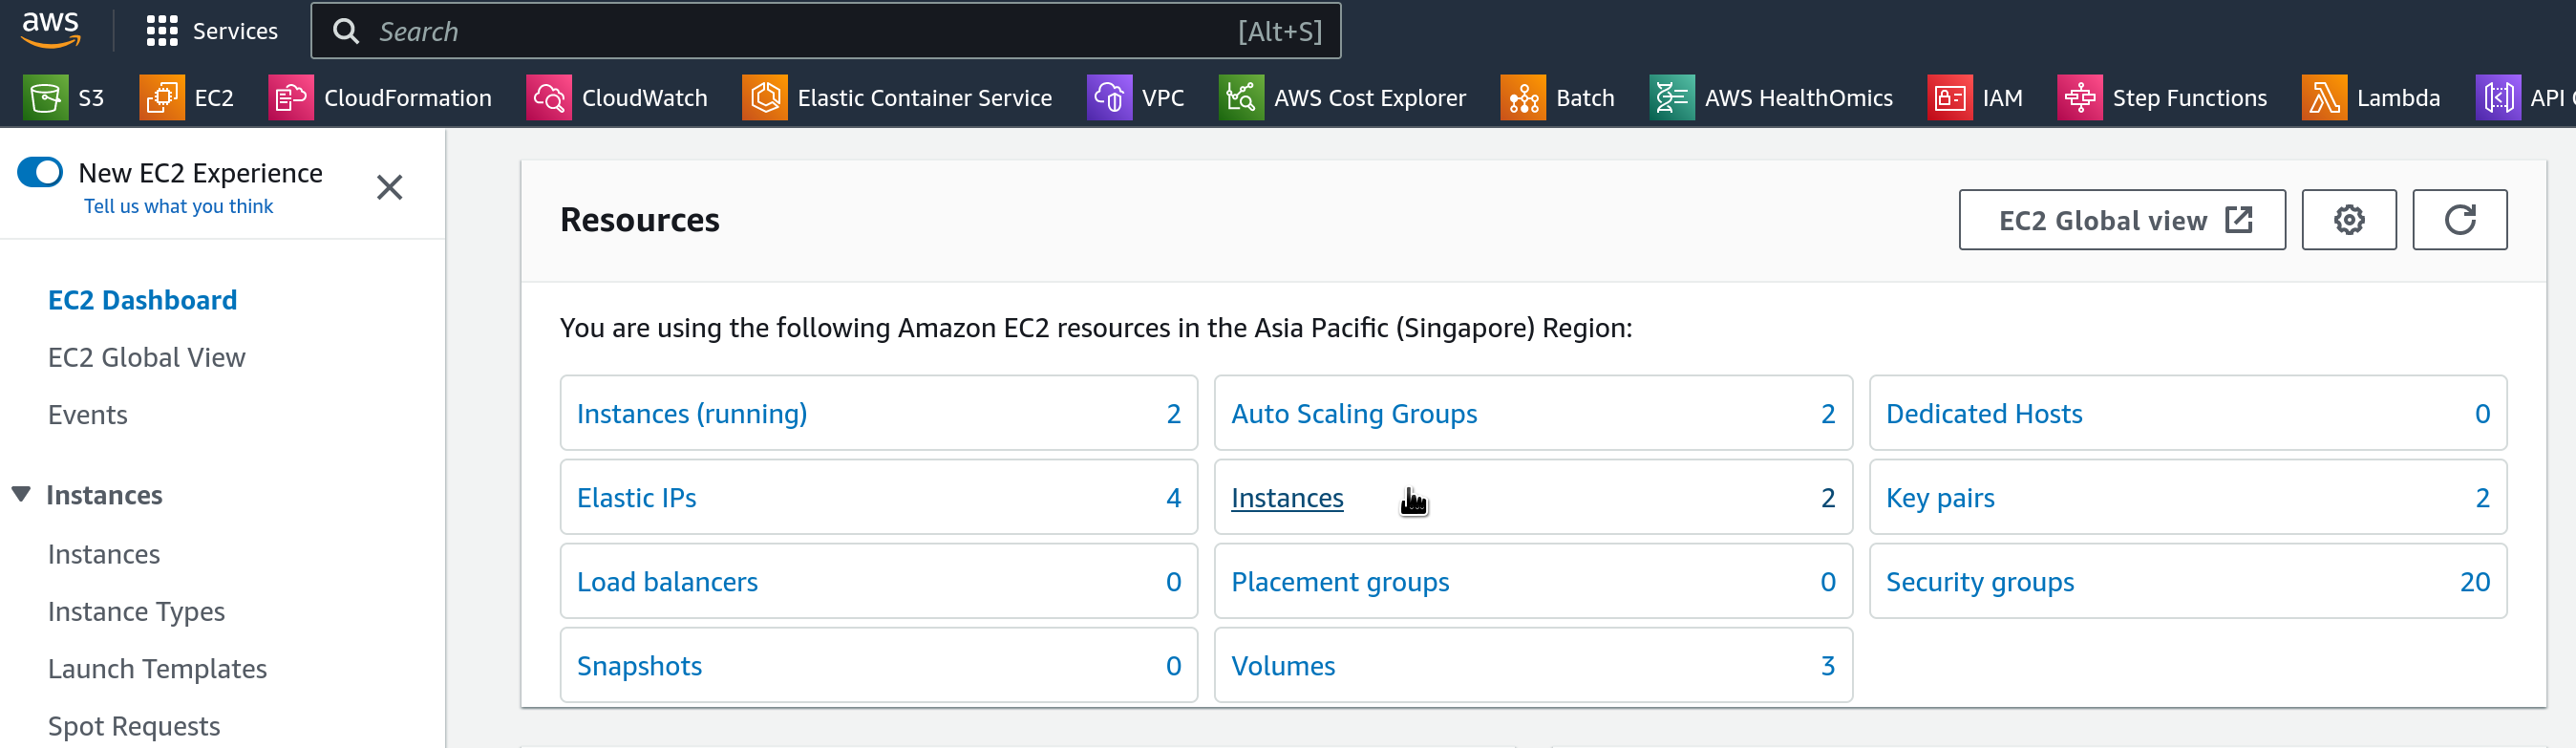 aws
Services
Search [Alt+S]
S3 EC2 CloudFormation CloudWatch Elastic Container Service VPC AWS Cost Explorer Batch AWS HealthOmics IAM Step Functions Lambda API
New EC2 Experience
Tell us what you think
EC2 Dashboard
EC2 Global View
Events
Instances
Instances
Instance Types
Launch Templates
Spot Requests
Resources
EC2 Global view
You are using the following Amazon EC2 resources in the Asia Pacific (Singapore) Region:
Instances (running) 2
Auto Scaling Groups 2
Dedicated Hosts 0
Elastic IPs 4
Instances 2
Key pairs 2
Load balancers 0
Placement groups 0
Security groups 20
Snapshots 0
Volumes 3